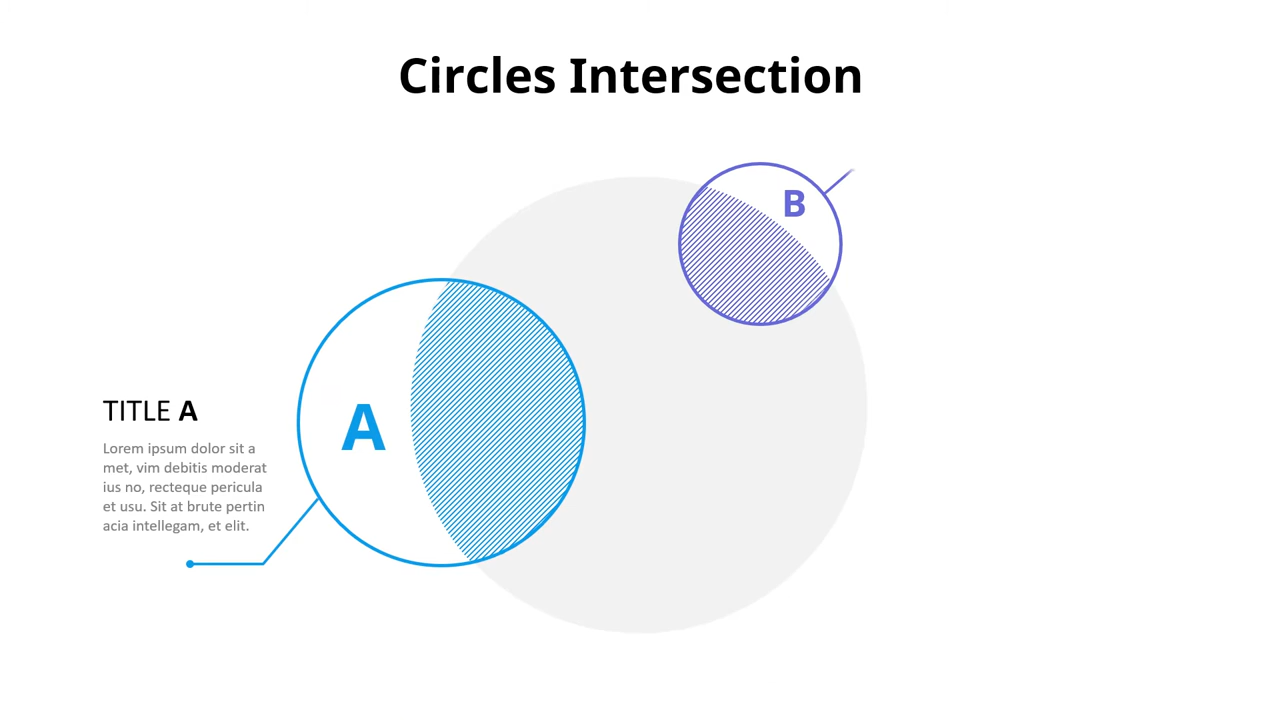 Circles Intersection
B
A
TITLE A
Lorem ipsum dolor sit a
met, vim debitis moderat
ius no, recteque pericula
et usu. Sit at brute pertin
acia intellegam, et elit.